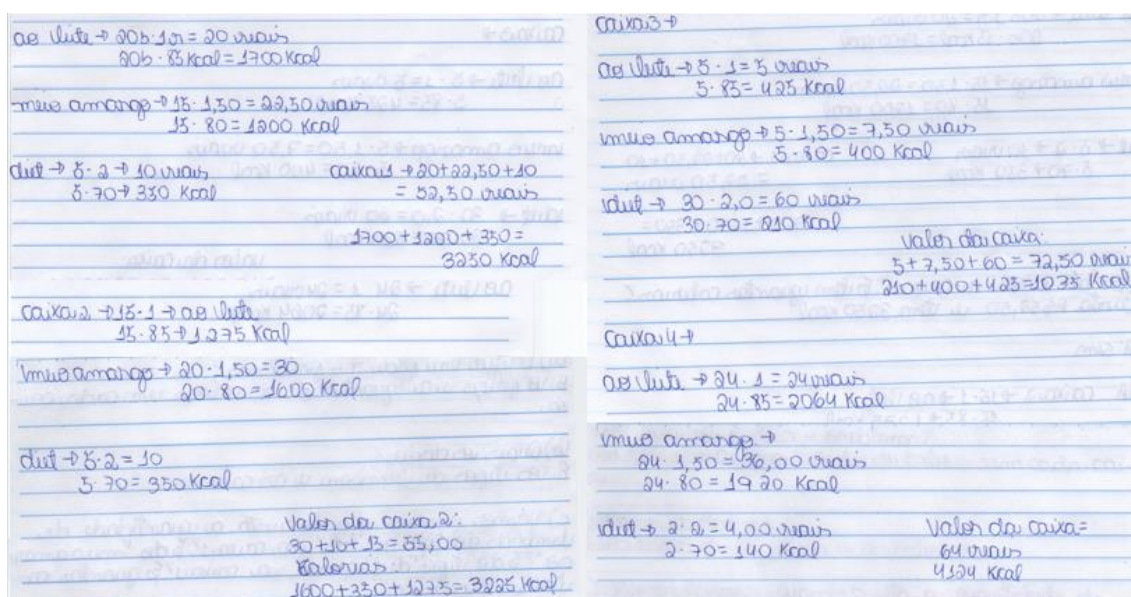 ao leite → 20b · 1,00 = 20 reais
20b · 85 Kcal = 1700 Kcal
meio amargo → 15 · 1,50 = 22,50 reais
15 · 80 = 1200 Kcal
diet → 5 · 2 → 10 reais
5 · 70 → 350 Kcal
caixa 1 → 20+22,50+10
= 52,50 reais
1700+1200+350=
3250 Kcal
caixa 2 → 15 · 1 → ao leite
15 · 85 → 1275 Kcal
meio amargo → 20 · 1,50 = 30
20 · 80 = 1600 Kcal
diet → 5 · 2 = 10
5 · 70 = 350 Kcal
Valor da caixa 2:
30+10+15=55,00
Kalorias:
1600+350+1275=3225 Kcal
caixa 3 →
ao leite → 5 · 1 = 5 reais
5 · 85 = 425 Kcal
meio amargo → 5 · 1,50 = 7,50 reais
5 · 80 = 400 Kcal
diet → 30 · 2,0 = 60 reais
30 · 70 = 210 Kcal
Valor da caixa:
5+7,50+60=72,50 reais
210+400+425=1035 Kcal
caixa 4 →
ao leite → 24 · 1 = 24 reais
24 · 85 = 2064 Kcal
meio amargo →
24 · 1,50 = 36,00 reais
24 · 80 = 1920 Kcal
diet → 2 · 2 = 4,00 reais
2 · 70 = 140 Kcal
Valor da caixa=
64 reais
4124 Kcal